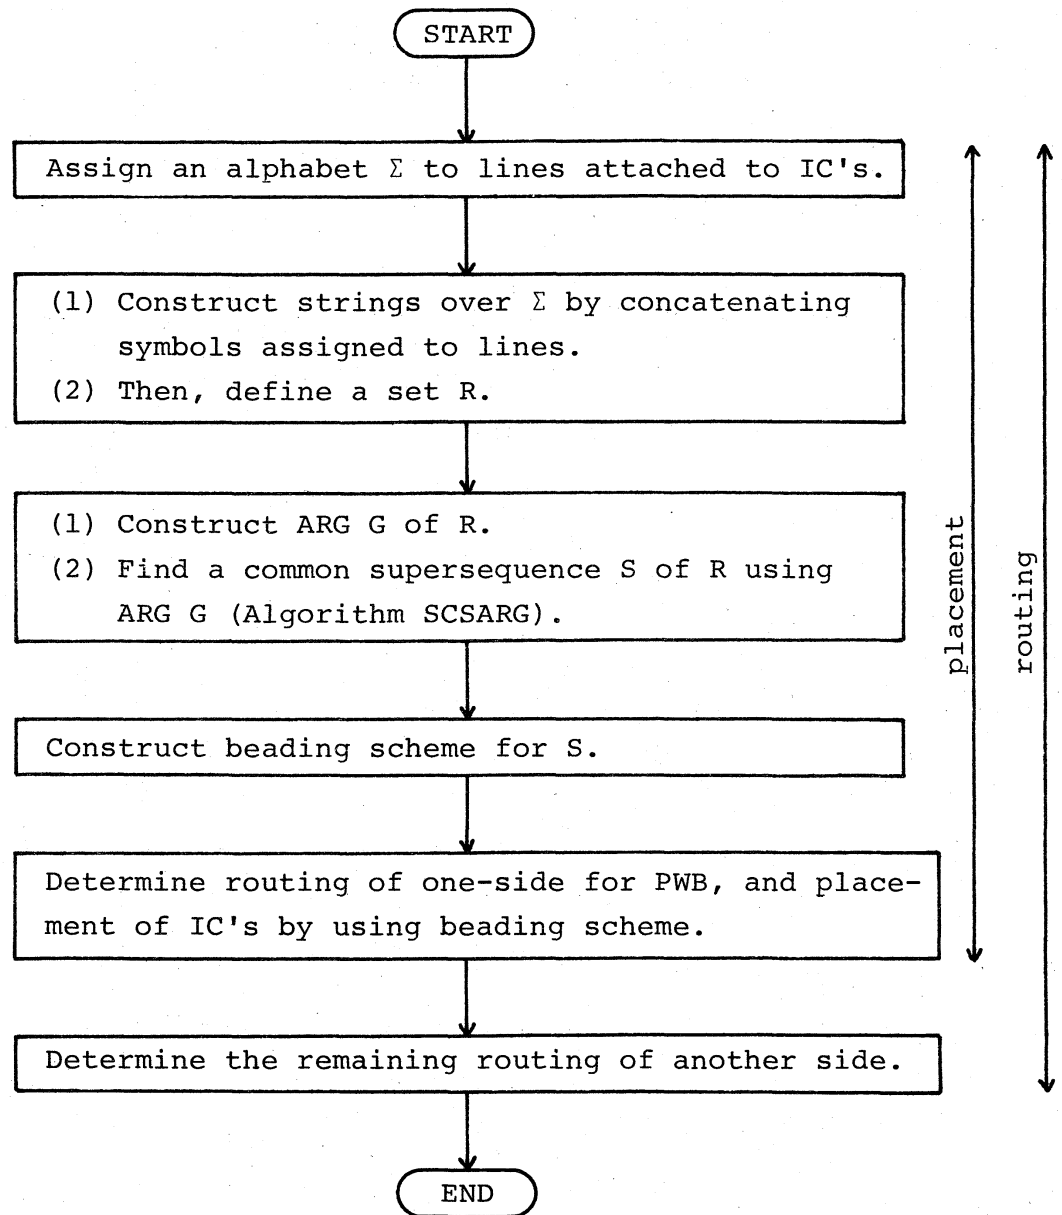 START
Assign an alphabet Σ to lines attached to IC's.
(1) Construct strings over Σ by concatenating
symbols assigned to lines.
(2) Then, define a set R.
(1) Construct ARG G of R.
(2) Find a common supersequence S of R using
ARG G (Algorithm SCSARG).
Construct beading scheme for S.
Determine routing of one-side for PWB, and place-
ment of IC's by using beading scheme.
Determine the remaining routing of another side.
END
placement
routing